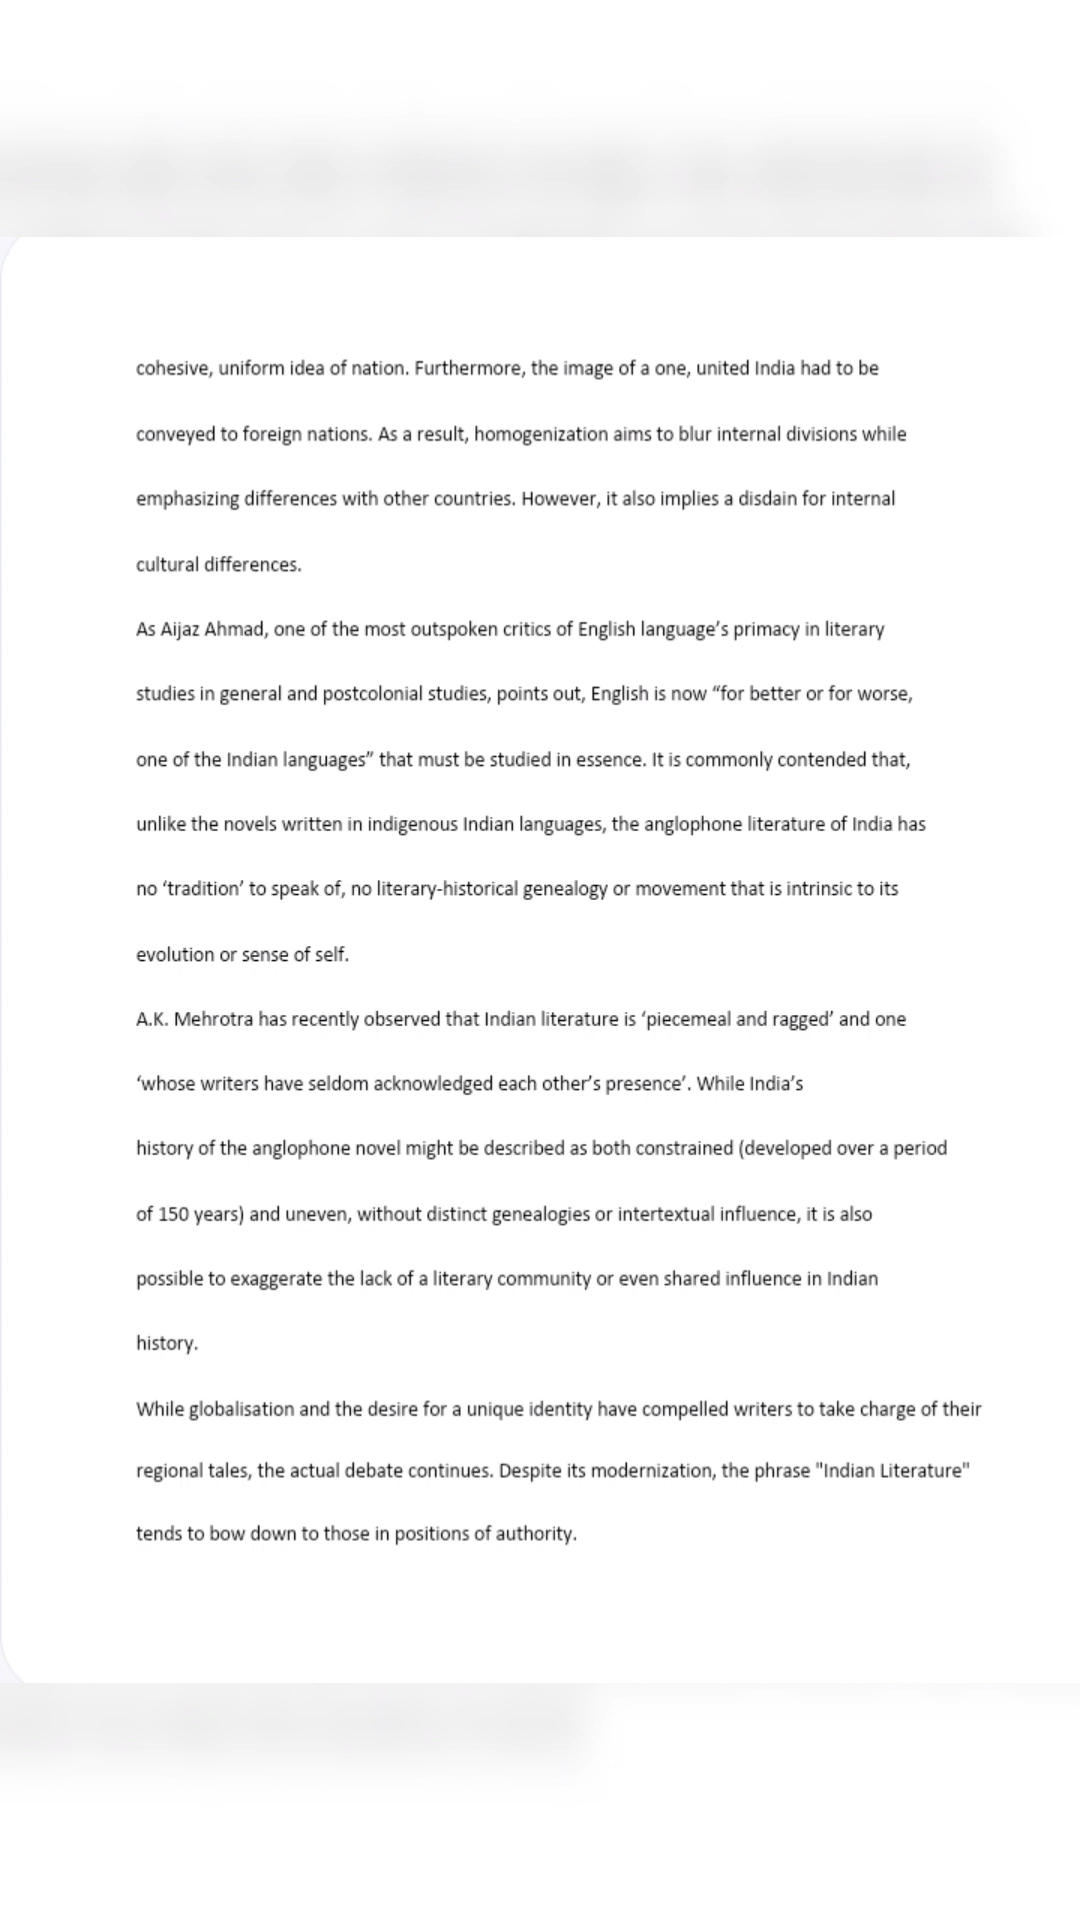 cohesive, uniform idea of nation. Furthermore, the image of a one, united India had to be
conveyed to foreign nations. As a result, homogenization aims to blur internal divisions while
emphasizing differences with other countries. However, it also implies a disdain for internal
cultural differences.
As Aijaz Ahmad, one of the most outspoken critics of English language’s primacy in literary
studies in general and postcolonial studies, points out, English is now “for better or for worse,
one of the Indian languages” that must be studied in essence. It is commonly contended that,
unlike the novels written in indigenous Indian languages, the anglophone literature of India has
no ‘tradition’ to speak of, no literary-historical genealogy or movement that is intrinsic to its
evolution or sense of self.
A.K. Mehrotra has recently observed that Indian literature is ‘piecemeal and ragged’ and one
‘whose writers have seldom acknowledged each other’s presence’. While India’s
history of the anglophone novel might be described as both constrained (developed over a period
of 150 years) and uneven, without distinct genealogies or intertextual influence, it is also
possible to exaggerate the lack of a literary community or even shared influence in Indian
history.
While globalisation and the desire for a unique identity have compelled writers to take charge of their
regional tales, the actual debate continues. Despite its modernization, the phrase "Indian Literature"
tends to bow down to those in positions of authority.